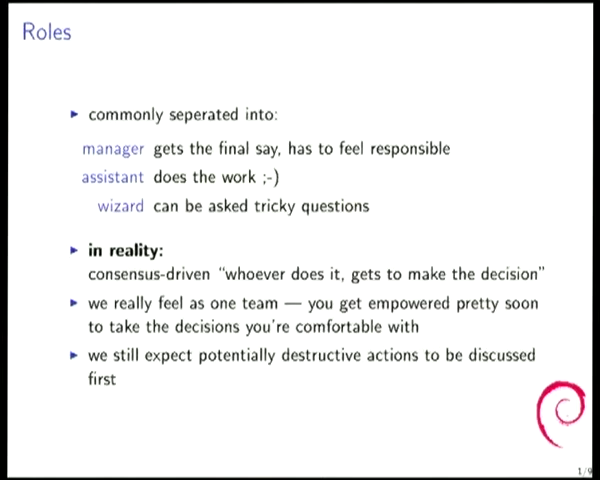 Roles
▶ commonly seperated into:
manager gets the final say, has to feel responsible
assistant does the work ;-)
wizard can be asked tricky questions
▶ in reality:
consensus-driven "whoever does it, gets to make the decision"
▶ we really feel as one team — you get empowered pretty soon
to take the decisions you're comfortable with
▶ we still expect potentially destructive actions to be discussed
first
1/9